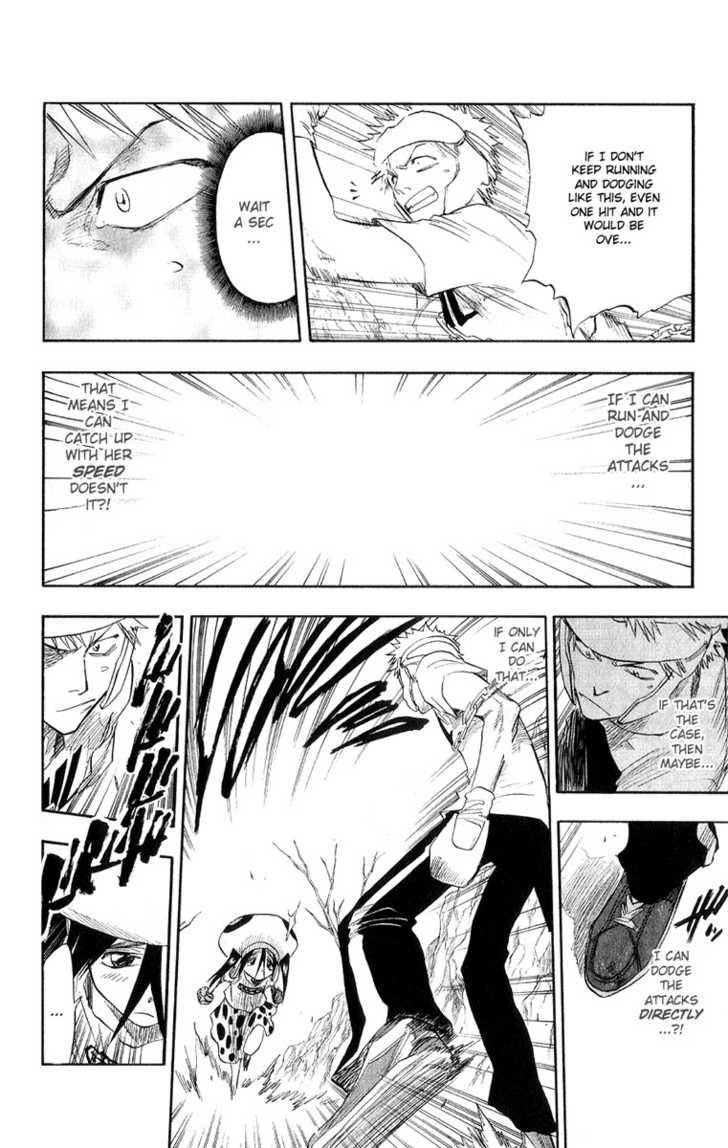 IF I DON'T
KEEP RUNNING
AND DODGING
LIKE THIS, EVEN
ONE HIT AND IT
WOULD BE
OVE...
WAIT
A SEC
...
IF I CAN
RUN AND
DODGE
THE
ATTACKS
...
THAT
MEANS I
CAN
CATCH UP
WITH HER
SPEED
DOESN'T
IT?!
IF THAT'S
THE
CASE,
THEN
MAYBE...
I CAN
DODGE
THE
ATTACKS
DIRECTLY
...?!
IF ONLY
I CAN
DO
THAT...
...